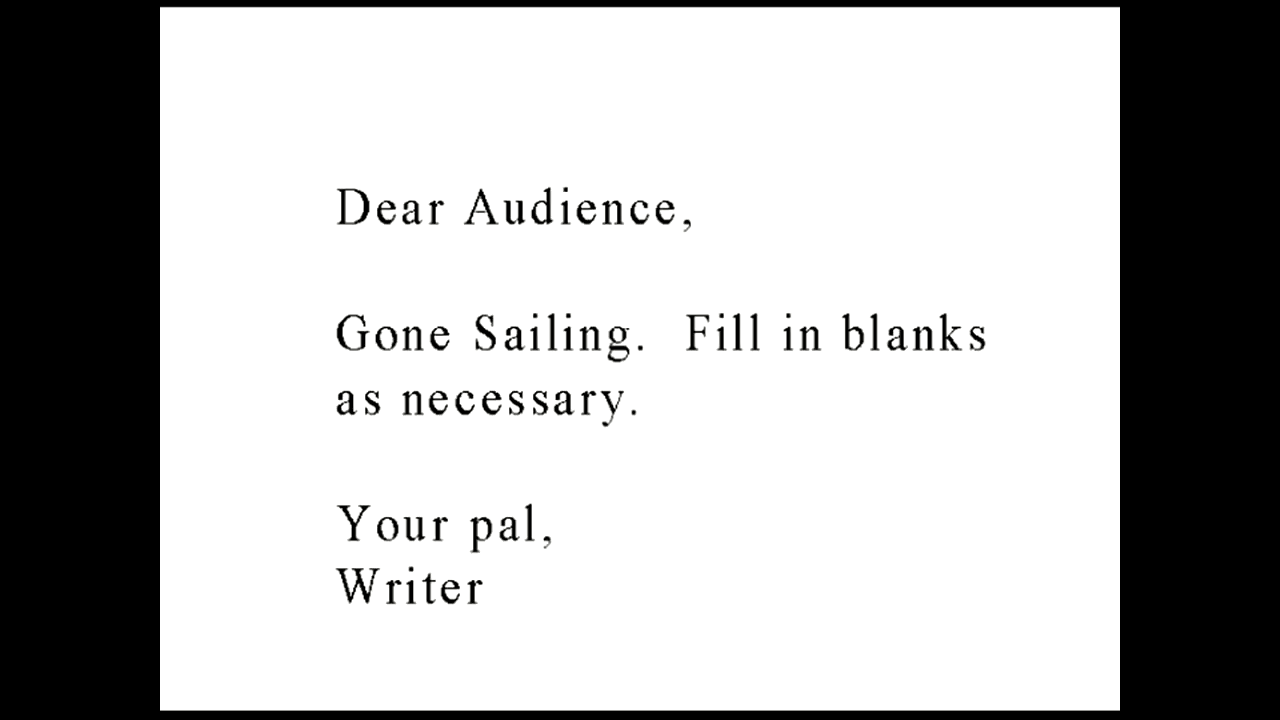 Dear Audience,
Gone Sailing.  Fill in blanks
as necessary.
Your pal,
Writer